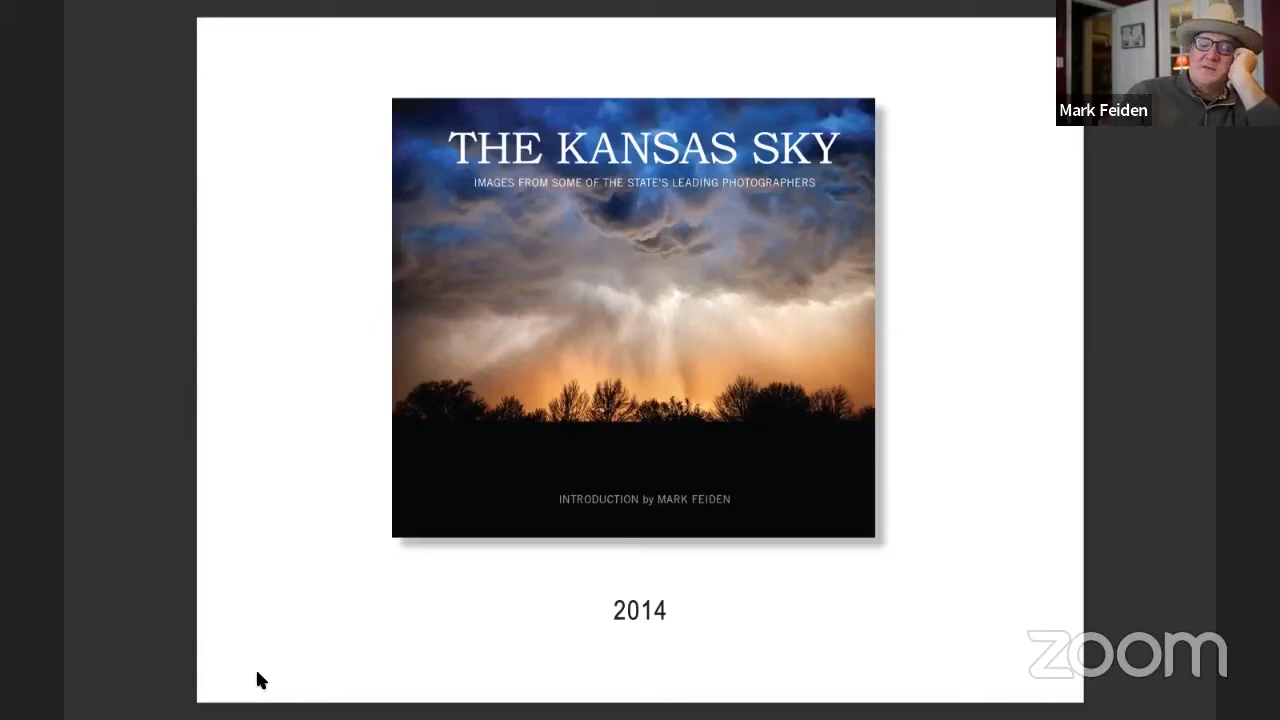 THE KANSAS SKY
IMAGES FROM SOME OF THE STATE'S LEADING PHOTOGRAPHERS
INTRODUCTION by MARK FEIDEN
2014
Mark Feiden
zoom